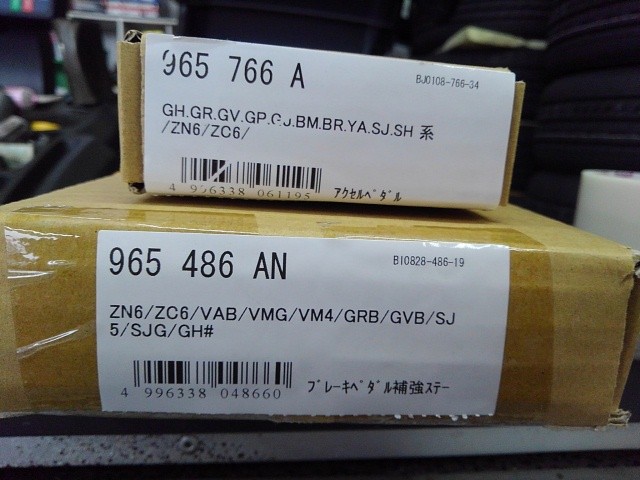 965 766 A
BJ0108-766-34
GH.GR.GV.GP.GJ.BM.BR.YA.SJ.SH 系
/ZN6/ZC6/
4 996338 061195
アクセルペダル
965 486 AN
BI0828-486-19
ZN6/ZC6/VAB/VMG/VM4/GRB/GVB/SJ
5/SJG/GH#
4 996338 048660
ブレーキペダル補強ステー